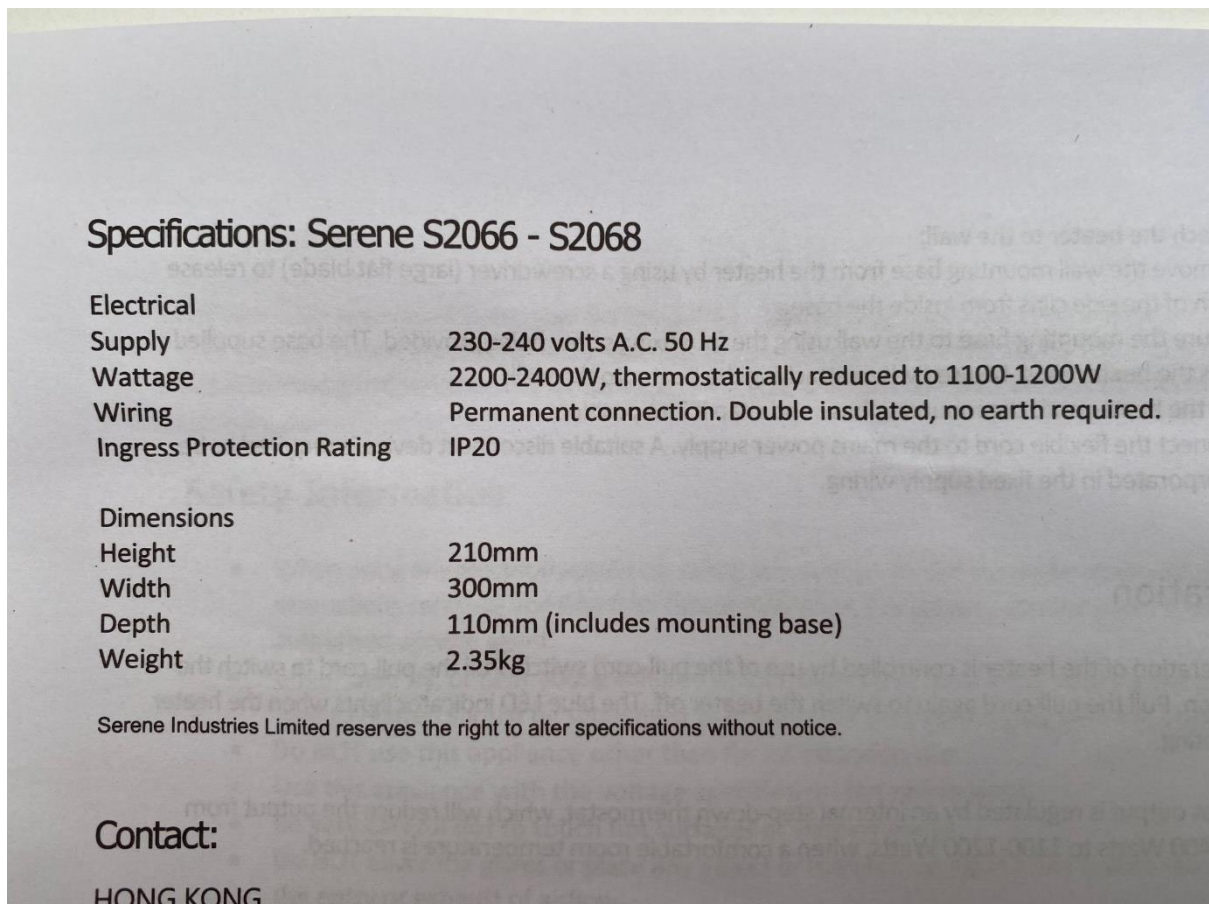 Specifications: Serene S2066 - S2068
Electrical
Supply 230-240 volts A.C. 50 Hz
Wattage 2200-2400W, thermostatically reduced to 1100-1200W
Wiring Permanent connection. Double insulated, no earth required.
Ingress Protection Rating IP20
Dimensions
Height 210mm
Width 300mm
Depth 110mm (includes mounting base)
Weight 2.35kg
Serene Industries Limited reserves the right to alter specifications without notice.
Contact:
HONG KONG